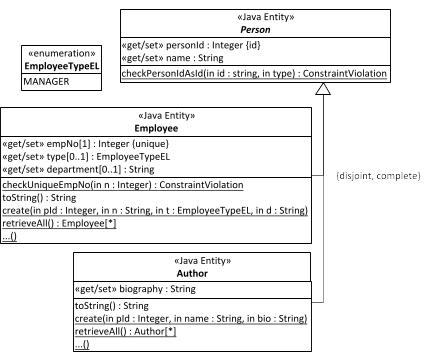 «Java Entity»
Person
«get/set» personId : Integer {id}
«get/set» name : String
checkPersonIdAsId(in id : string, in type) : ConstraintViolation
«enumeration»
EmployeeTypeEL
MANAGER
«Java Entity»
Employee
«get/set» empNo[1] : Integer {unique}
«get/set» type[0..1] : EmployeeTypeEL
«get/set» department[0..1] : String
checkUniqueEmpNo(in n : Integer) : ConstraintViolation
toString() : String
create(in pId : Integer, in n : String, in t : EmployeeTypeEL, in d : String)
retrieveAll() : Employee[*]
...()
{disjoint, complete}
«Java Entity»
Author
«get/set» biography : String
toString() : String
create(in pId : Integer, in name : String, in bio : String)
retrieveAll() : Author[*]
...()